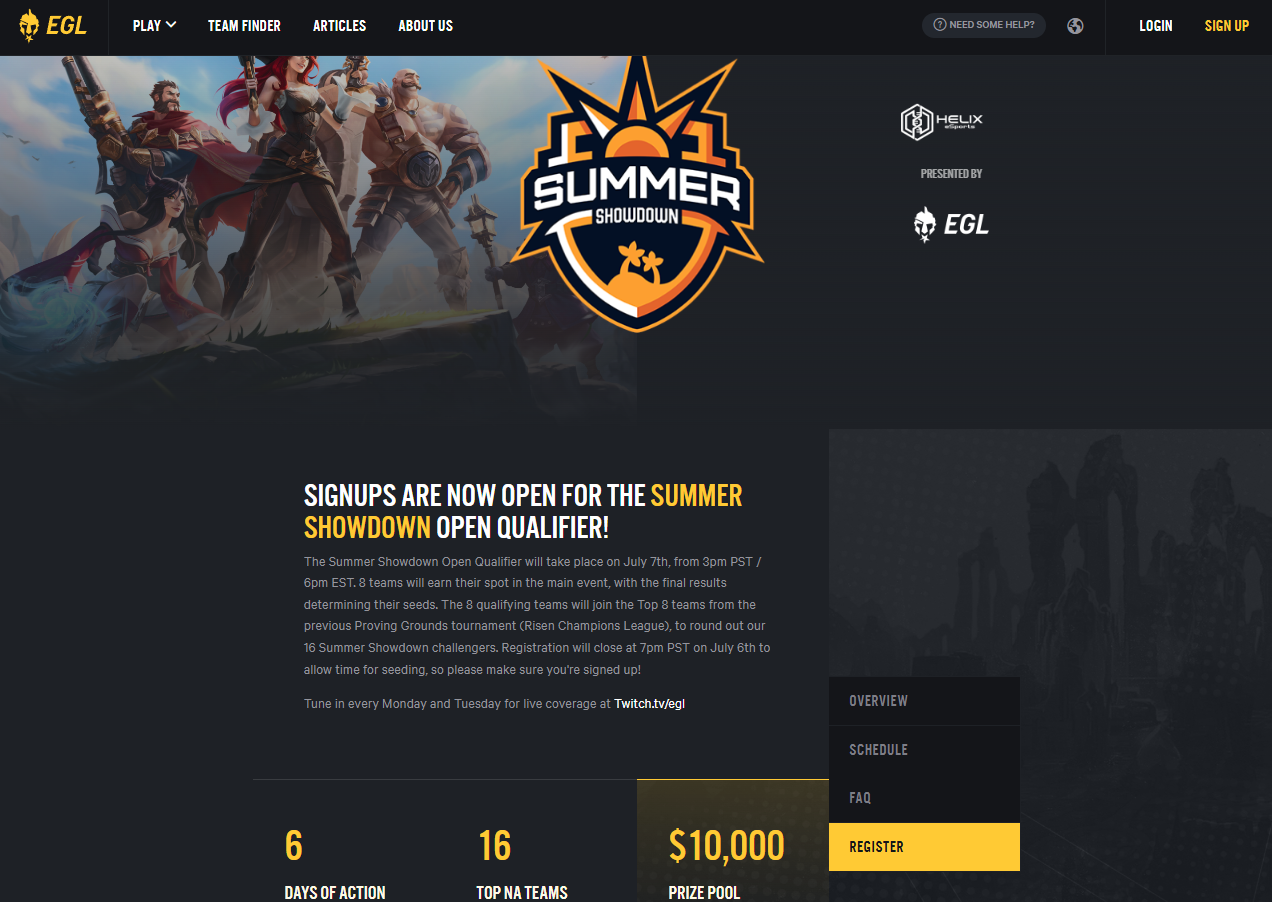 EGL
PLAY
TEAM FINDER
ARTICLES
ABOUT US
? NEED SOME HELP?
LOGIN
SIGN UP
SUMMER
SHOWDOWN
HELIX
eSports
PRESENTED BY
EGL
SIGNUPS ARE NOW OPEN FOR THE SUMMER
SHOWDOWN OPEN QUALIFIER!
The Summer Showdown Open Qualifier will take place on July 7th, from 3pm PST /
6pm EST. 8 teams will earn their spot in the main event, with the final results
determining their seeds. The 8 qualifying teams will join the Top 8 teams from the
previous Proving Grounds tournament (Risen Champions League), to round out our
16 Summer Showdown challengers. Registration will close at 7pm PST on July 6th to
allow time for seeding, so please make sure you're signed up!
Tune in every Monday and Tuesday for live coverage at Twitch.tv/egl
OVERVIEW
SCHEDULE
FAQ
REGISTER
6
DAYS OF ACTION
16
TOP NA TEAMS
$10,000
PRIZE POOL